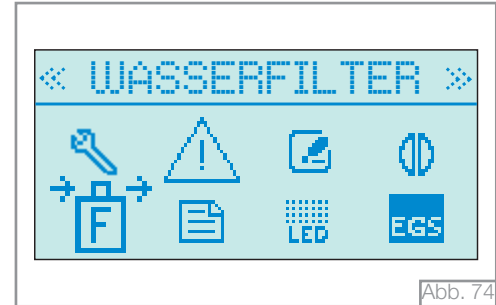 « WASSERFILTER »
!
F
LED
EGS
Abb. 74